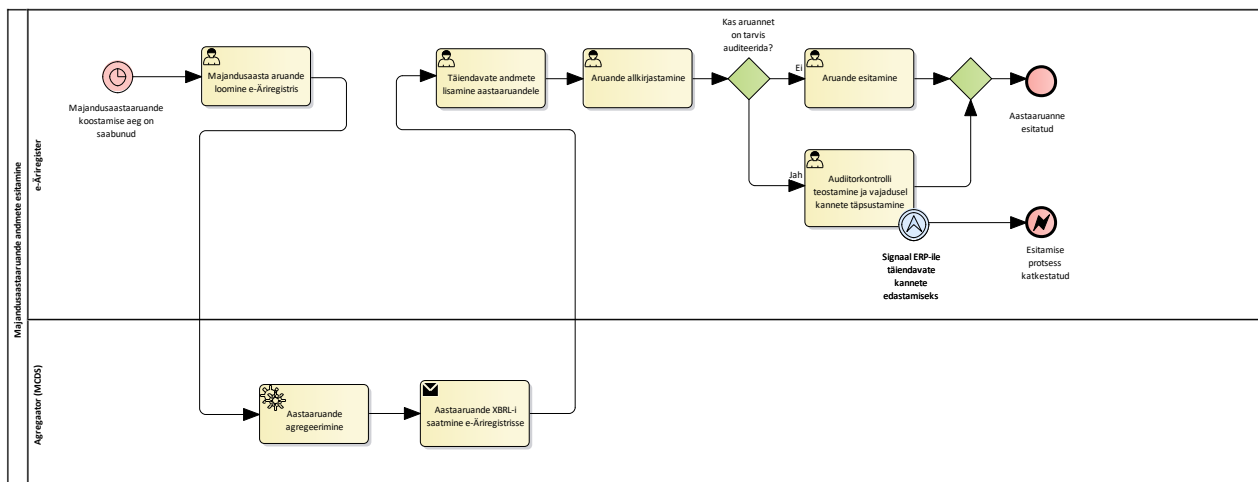 Majandusaastaaruande andmete esitamine
e-Äriregister
Majandusaastaaruande
koostamise aeg on
saabunud
Majandusaasta aruande
loomine e-Äriregistris
Täiendavate andmete
lisamine aastaaruandele
Aruande allkirjastamine
Kas aruannet
on tarvis
auditeerida?
Ei
Aruande esitamine
Aastaaruanne
esitatud
Jah
Audiitorkontrolli
teostamine ja vajadusel
kannete täpsustamine
Signaal ERP-ile
täiendavate
kannete
edastamiseks
Esitamise
protsess
katkestatud
Agregaator (MCDS)
Aastaaruande
agregeerimine
Aastaaruande XBRL-i
saatmine e-Äriregistrisse